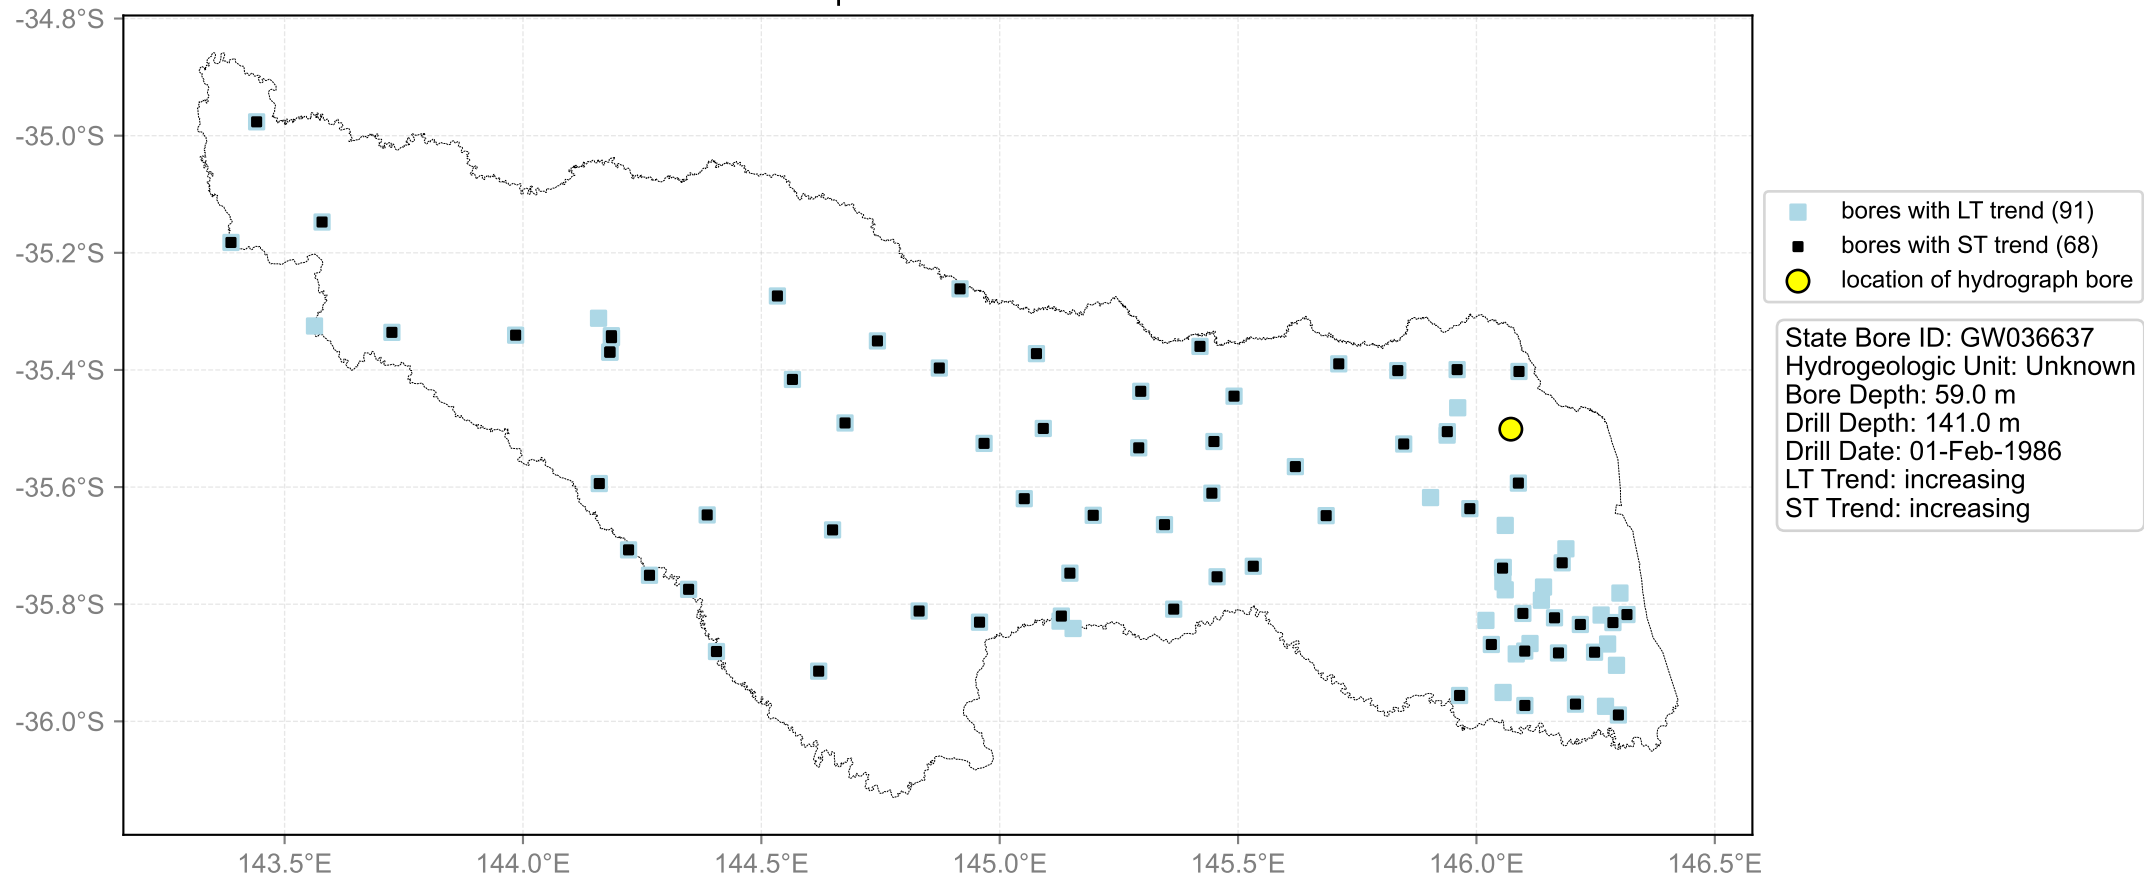 -34.8°S
-35.0°S
-35.2°S
-35.4°S
-35.6°S
-35.8°S
-36.0°S
143.5°E
144.0°E
144.5°E
145.0°E
145.5°E
146.0°E
146.5°E
bores with LT trend (91)
bores with ST trend (68)
location of hydrograph bore
State Bore ID: GW036637
Hydrogeologic Unit: Unknown
Bore Depth: 59.0 m
Drill Depth: 141.0 m
Drill Date: 01-Feb-1986
LT Trend: increasing
ST Trend: increasing